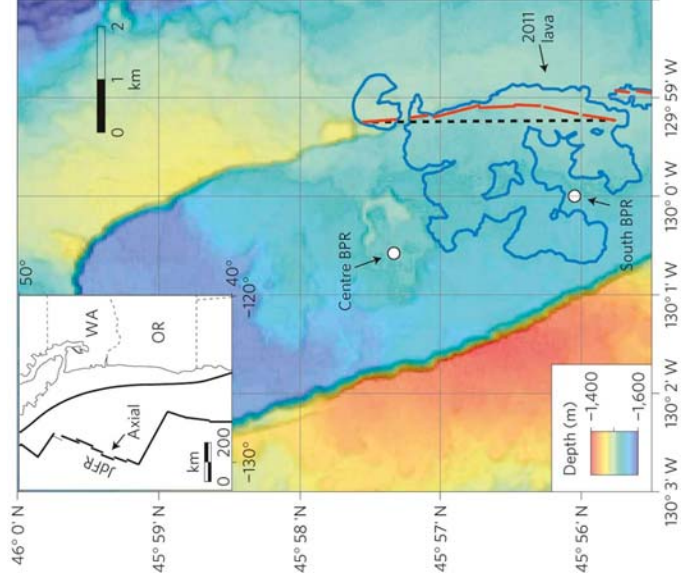 50°
40°
−130°
−120°
WA
OR
JdFR
Axial
km
0 200
0 1 2
km
Centre BPR
South BPR
2011
lava
Depth (m)
−1,400
−1,600
46° 0′ N
45° 59′ N
45° 58 ′N
45° 57′ N
45° 56′ N
130° 3′ W
130° 2′ W
130° 1′ W
130° 0′ W
129° 59′ W